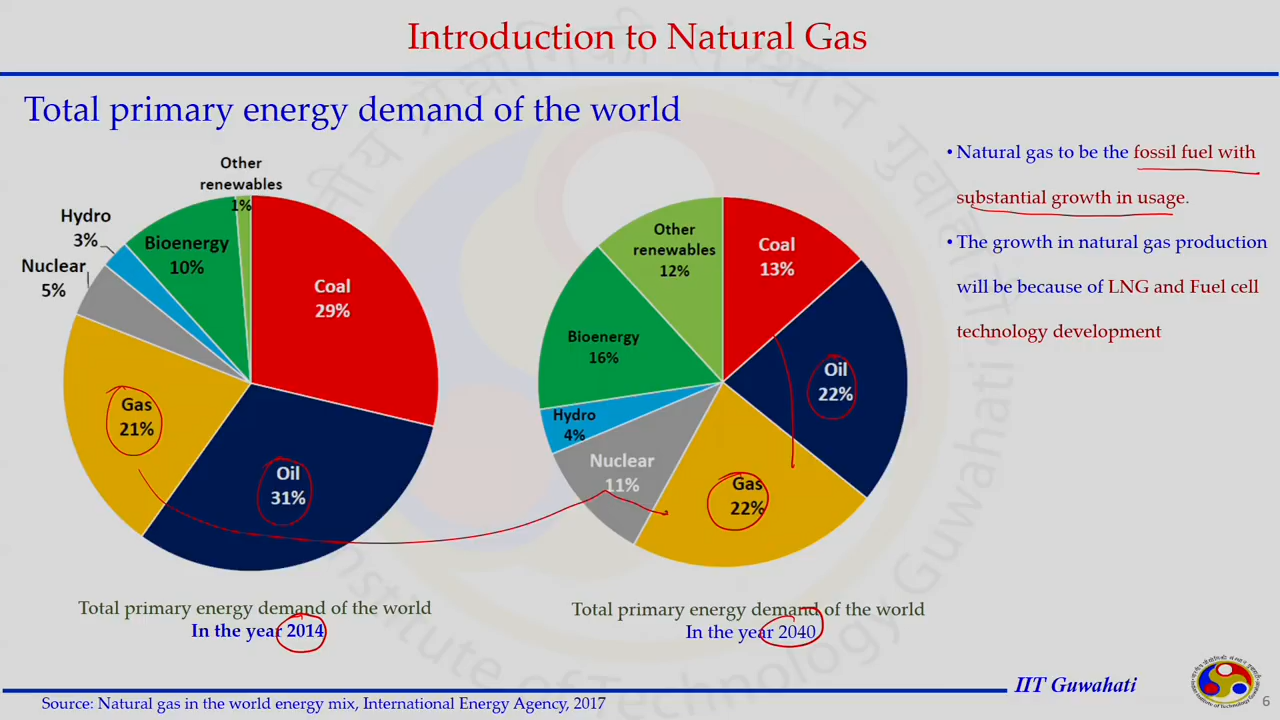 Introduction to Natural Gas
Total primary energy demand of the world
Other
renewables
1%
Hydro
3%
Nuclear
5%
Bioenergy
10%
Coal
29%
Gas
21%
Oil
31%
Total primary energy demand of the world
In the year 2014
Other
renewables
12%
Coal
13%
Bioenergy
16%
Oil
22%
Hydro
4%
Nuclear
11%
Gas
22%
Total primary energy demand of the world
In the year 2040
• Natural gas to be the fossil fuel with
substantial growth in usage.
• The growth in natural gas production
will be because of LNG and Fuel cell
technology development
IIT Guwahati
Source: Natural gas in the world energy mix, International Energy Agency, 2017
6
Institute of Technology Guwahati